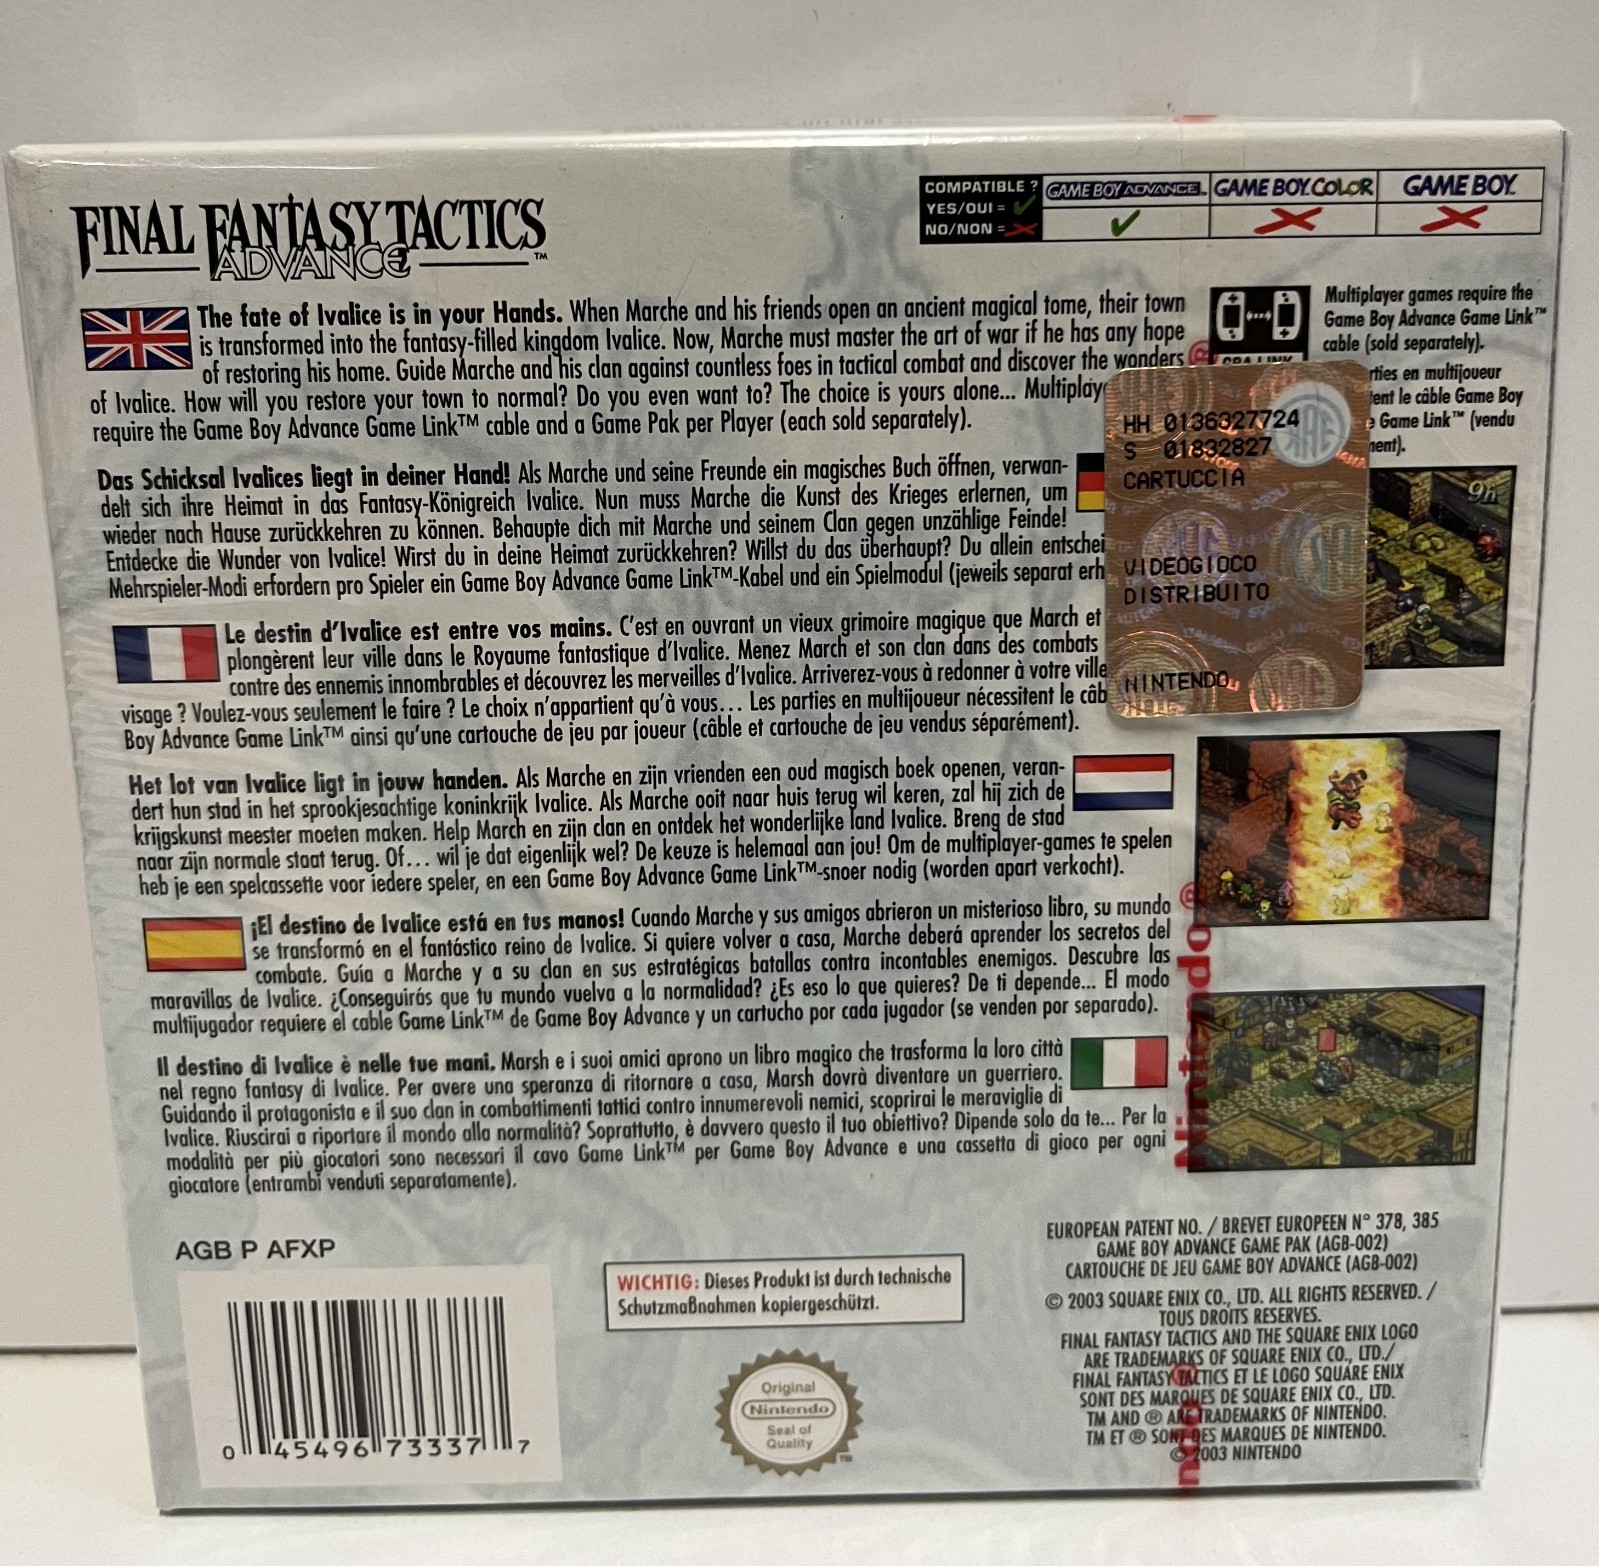 FINAL FANTASY TACTICS
ADVANCE™
COMPATIBLE ?
YES/OUI =
NO/NON =
GAME BOY ADVANCE
GAME BOY COLOR
GAME BOY
The fate of Ivalice is in your Hands. When Marche and his friends open an ancient magical tome, their town
is transformed into the fantasy-filled kingdom Ivalice. Now, Marche must master the art of war if he has any hope
of restoring his home. Guide Marche and his clan against countless foes in tactical combat and discover the wonders
of Ivalice. How will you restore your town to normal? Do you even want to? The choice is yours alone... Multiplay
require the Game Boy Advance Game Link™ cable and a Game Pak per Player (each sold separately).
Das Schicksal Ivalices liegt in deiner Hand! Als Marche und seine Freunde ein magisches Buch öffnen, verwan-
delt sich ihre Heimat in das Fantasy-Königreich Ivalice. Nun muss Marche die Kunst des Krieges erlernen, um
wieder nach Hause zurückkehren zu können. Behaupte dich mit Marche und seinem Clan gegen unzählige Feinde!
Entdecke die Wunder von Ivalice! Wirst du in deine Heimat zurückkehren? Willst du das überhaupt? Du allein entschei
Mehrspieler-Modi erfordern pro Spieler ein Game Boy Advance Game Link™-Kabel und ein Spielmodul (jeweils separat erh
Le destin d'Ivalice est entre vos mains. C'est en ouvrant un vieux grimoire magique que March et
plongèrent leur ville dans le Royaume fantastique d'Ivalice. Menez March et son clan dans des combats
contre des ennemis innombrables et découvrez les merveilles d'Ivalice. Arriverez-vous à redonner à votre ville
visage ? Voulez-vous seulement le faire ? Le choix n'appartient qu'à vous... Les parties en multijoueur nécessitent le câb
Boy Advance Game Link™ ainsi qu'une cartouche de jeu par joueur (câble et cartouche de jeu vendus séparément).
Het lot van Ivalice ligt in jouw handen. Als Marche en zijn vrienden een oud magisch boek openen, veran-
dert hun stad in het sprookjesachtige koninkrijk Ivalice. Als Marche ooit naar huis terug wil keren, zal hij zich de
krijgskunst meester moeten maken. Help March en zijn clan en ontdek het wonderlijke land Ivalice. Breng de stad
naar zijn normale staat terug. Of... wil je dat eigenlijk wel? De keuze is helemaal aan jou! Om de multiplayer-games te spelen
heb je een spelcassette voor iedere speler, en een Game Boy Advance Game Link™-snoer nodig (worden apart verkocht).
¡El destino de Ivalice está en tus manos! Cuando Marche y sus amigos abrieron un misterioso libro, su mundo
se transformó en el fantástico reino de Ivalice. Si quiere volver a casa, Marche deberá aprender los secretos del
combate. Guía a Marche y a su clan en sus estratégicas batallas contra incontables enemigos. Descubre las
maravillas de Ivalice. ¿Conseguirás que tu mundo vuelva a la normalidad? ¿Es eso lo que quieres? De ti depende... El modo
multijugador requiere el cable Game Link™ de Game Boy Advance y un cartucho por cada jugador (se venden por separado).
Il destino di Ivalice è nelle tue mani. Marsh e i suoi amici aprono un libro magico che trasforma la loro città
nel regno fantasy di Ivalice. Per avere una speranza di ritornare a casa, Marsh dovrà diventare un guerriero.
Guidando il protagonista e il suo clan in combattimenti tattici contro innumerevoli nemici, scoprirai le meraviglie di
Ivalice. Riuscirai a riportare il mondo alla normalità? Soprattutto, è davvero questo il tuo obiettivo? Dipende solo da te... Per la
modalità per più giocatori sono necessari il cavo Game Link™ per Game Boy Advance e una cassetta di gioco per ogni
giocatore (entrambi venduti separatamente).
Multiplayer games require the
Game Boy Advance Game Link™
cable (sold separately).
rties en multijoueur
ent le câble Game Boy
Game Link™ (vendu
ent).
HH 0136327724
S 01832827
CARTUCCIA
VIDEOGIOCO
DISTRIBUITO
NINTENDO
9h
Nintendo®
AGB P AFXP
0 45496 73337 7
WICHTIG: Dieses Produkt ist durch technische
Schutzmaßnahmen kopiergeschützt.
Original
Nintendo
Seal of
Quality
TM
EUROPEAN PATENT NO. / BREVET EUROPEEN N° 378, 385
GAME BOY ADVANCE GAME PAK (AGB-002)
CARTOUCHE DE JEU GAME BOY ADVANCE (AGB-002)
© 2003 SQUARE ENIX CO., LTD. ALL RIGHTS RESERVED. /
TOUS DROITS RESERVES.
FINAL FANTASY TACTICS AND THE SQUARE ENIX LOGO
ARE TRADEMARKS OF SQUARE ENIX CO., LTD./
FINAL FANTASY TACTICS ET LE LOGO SQUARE ENIX
SONT DES MARQUES DE SQUARE ENIX CO., LTD.
TM AND ® ARE TRADEMARKS OF NINTENDO.
TM ET ® SONT DES MARQUES DE NINTENDO.
© 2003 NINTENDO